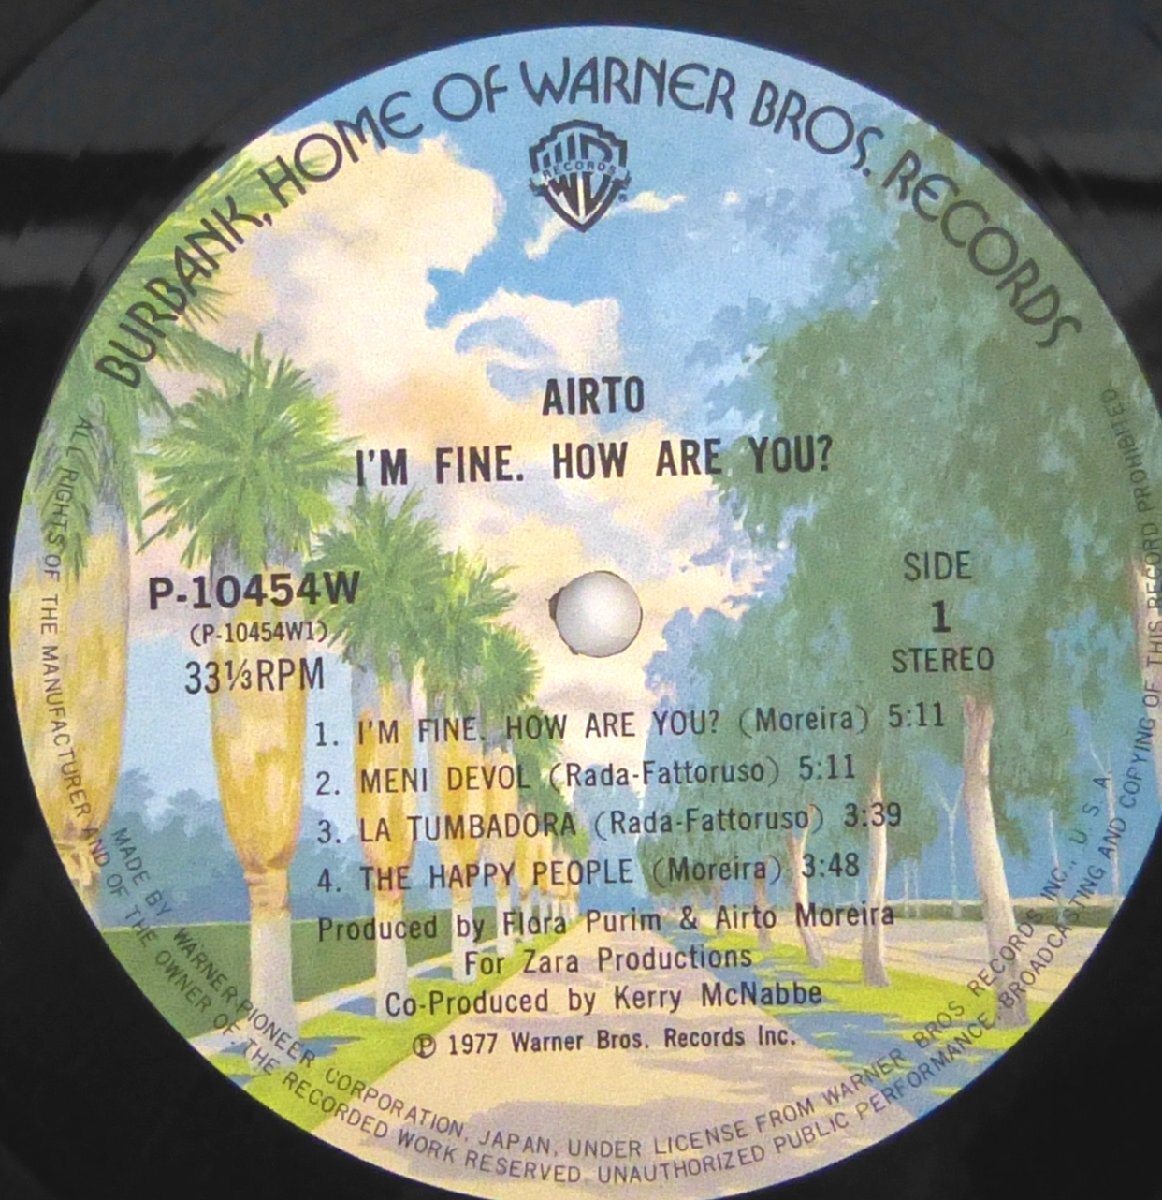 BURBANK, HOME OF WARNER BROS. RECORDS
RECORDS
AIRTO
I'M FINE. HOW ARE YOU?
P-10454W
(P-10454W1)
33⅓RPM
SIDE
1
STEREO
1. I'M FINE. HOW ARE YOU? (Moreira) 5:11
2. MENI DEVOL (Rada-Fattoruso) 5:11
3. LA TUMBADORA (Rada-Fattoruso) 3:39
4. THE HAPPY PEOPLE (Moreira) 3:48
Produced by Flora Purim & Airto Moreira
For Zara Productions
Co-Produced by Kerry McNabbe
℗ 1977 Warner Bros. Records Inc.
MADE BY WARNER PIONEER CORPORATION, JAPAN, UNDER LICENSE FROM WARNER BROS. RECORDS INC., U. S. A.
ALL RIGHTS OF THE MANUFACTURER AND OF THE OWNER OF THE RECORDED WORK RESERVED. UNAUTHORIZED PUBLIC PERFORMANCE, BROADCASTING AND COPYING OF THIS RECORD PROHIBITED